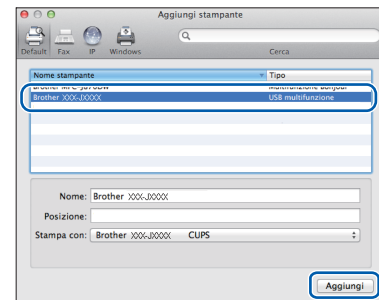 Aggiungi stampante
Default Fax IP Windows Cerca
Nome stampante Tipo
Brother Multifunzione Bonjour
Brother XXX-JXXXX USB multifunzione
Nome: Brother XXX-JXXXX
Posizione:
Stampa con: Brother XXX-JXXXX CUPS
Aggiungi